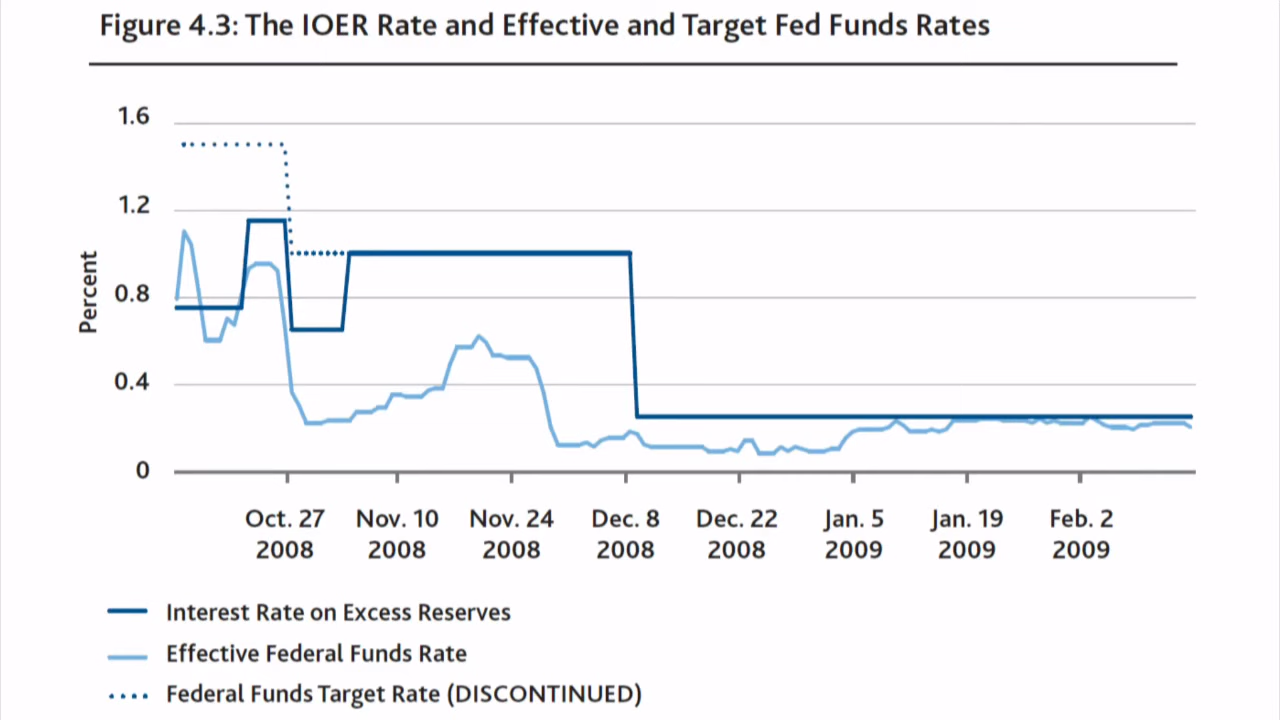 Figure 4.3: The IOER Rate and Effective and Target Fed Funds Rates
1.6
1.2
0.8
0.4
0
Percent
Oct. 27 Nov. 10 Nov. 24 Dec. 8 Dec. 22 Jan. 5 Jan. 19 Feb. 2
2008 2008 2008 2008 2008 2009 2009 2009
Interest Rate on Excess Reserves
Effective Federal Funds Rate
Federal Funds Target Rate (DISCONTINUED)